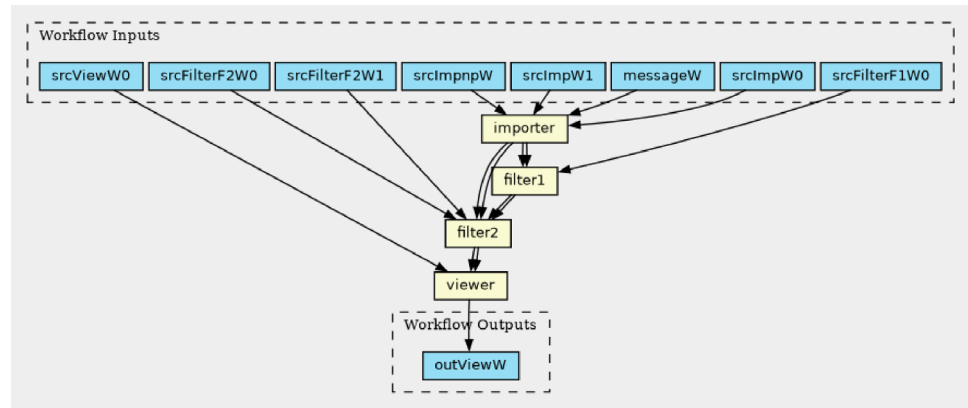 Workflow Inputs
srcViewW0 srcFilterF2W0 srcFilterF2W1 srcImpnpW srcImpW1 messageW srcImpW0 srcFilterF1W0
importer
filter1
filter2
viewer
Workflow Outputs
outViewW